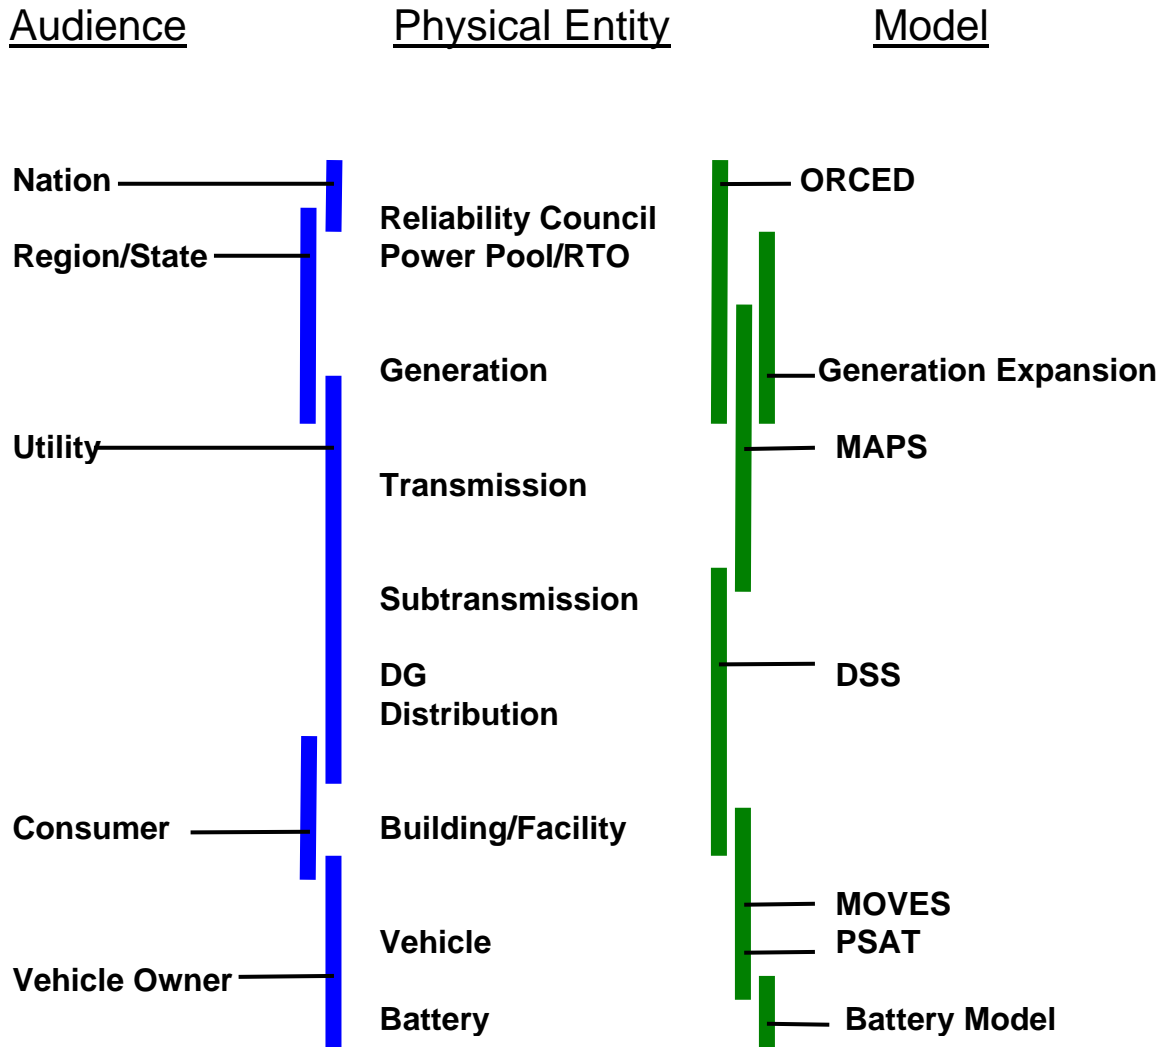 Audience Physical Entity Model
Nation ORCED
Reliability Council
Region/State Power Pool/RTO
Generation Generation Expansion
Utility MAPS
Transmission
Subtransmission
DG DSS
Distribution
Consumer Building/Facility
MOVES
Vehicle PSAT
Vehicle Owner
Battery Battery Model